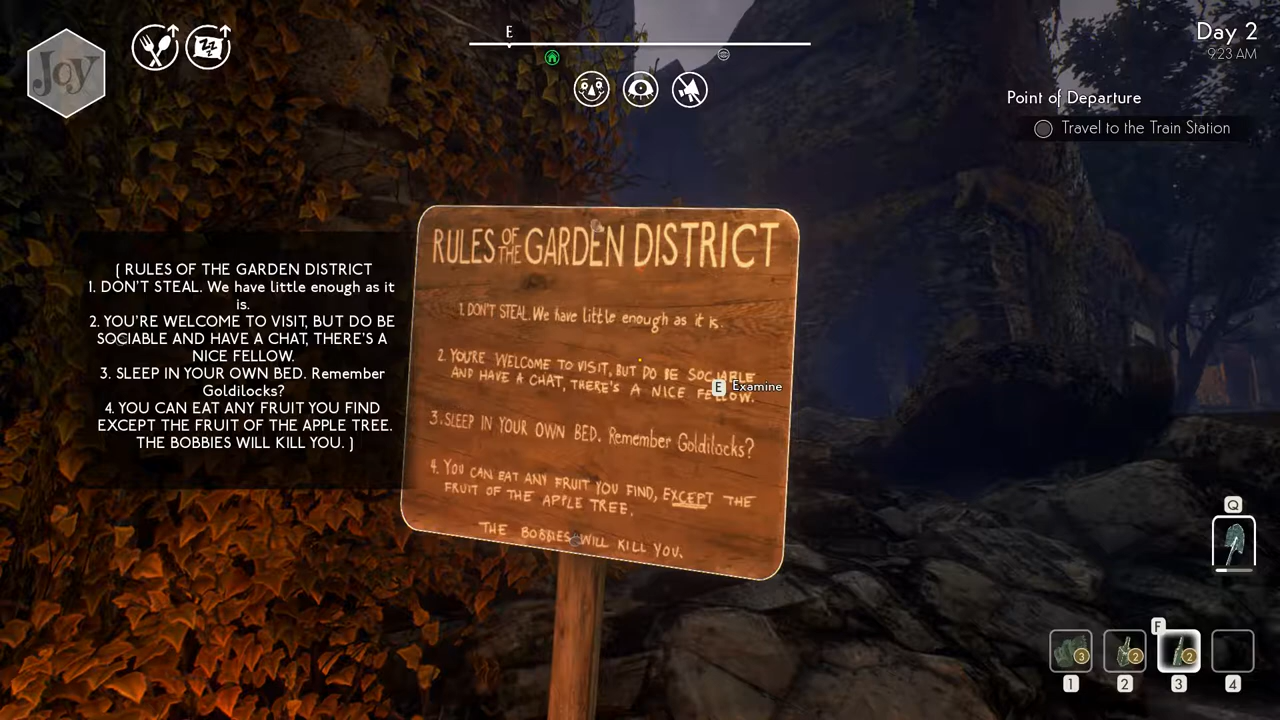 Joy
E
Day 2
9:23 AM
Point of Departure
Travel to the Train Station
[ RULES OF THE GARDEN DISTRICT
1. DON'T STEAL. We have little enough as it
is.
2. YOU'RE WELCOME TO VISIT, BUT DO BE
SOCIABLE AND HAVE A CHAT, THERE'S A
NICE FELLOW.
3. SLEEP IN YOUR OWN BED. Remember
Goldilocks?
4. YOU CAN EAT ANY FRUIT YOU FIND
EXCEPT THE FRUIT OF THE APPLE TREE.
THE BOBBIES WILL KILL YOU. ]
RULES OF THE GARDEN DISTRICT
1. DON'T STEAL. We have little enough as it is.
2. YOU'RE WELCOME TO VISIT, BUT DO BE SOCIABLE
AND HAVE A CHAT, THERE'S A NICE FELLOW.
3. SLEEP IN YOUR OWN BED. Remember Goldilocks?
4. YOU CAN EAT ANY FRUIT YOU FIND, EXCEPT THE
FRUIT OF THE APPLE TREE.
THE BOBBIES WILL KILL YOU.
E Examine
Q
F
3 2 2
1 2 3 4